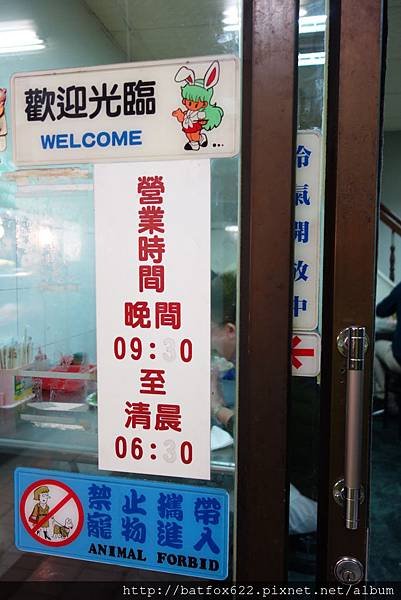 歡迎光臨
WELCOME
營業時間
晚間
09:30
至
清晨
06:30
冷氣開放中
禁止攜帶
寵物進入
ANIMAL FORBID
http://batfox622.pixnet.net/album